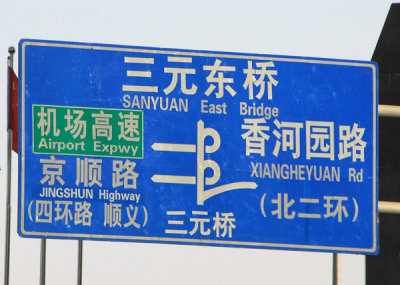 三元东桥
SANYUAN East Bridge
机场高速
Airport Expwy
京顺路
JINGSHUN Highway
(四环路 顺义)
香河园路
XIANGHEYUAN Rd
(北二环)
三元桥